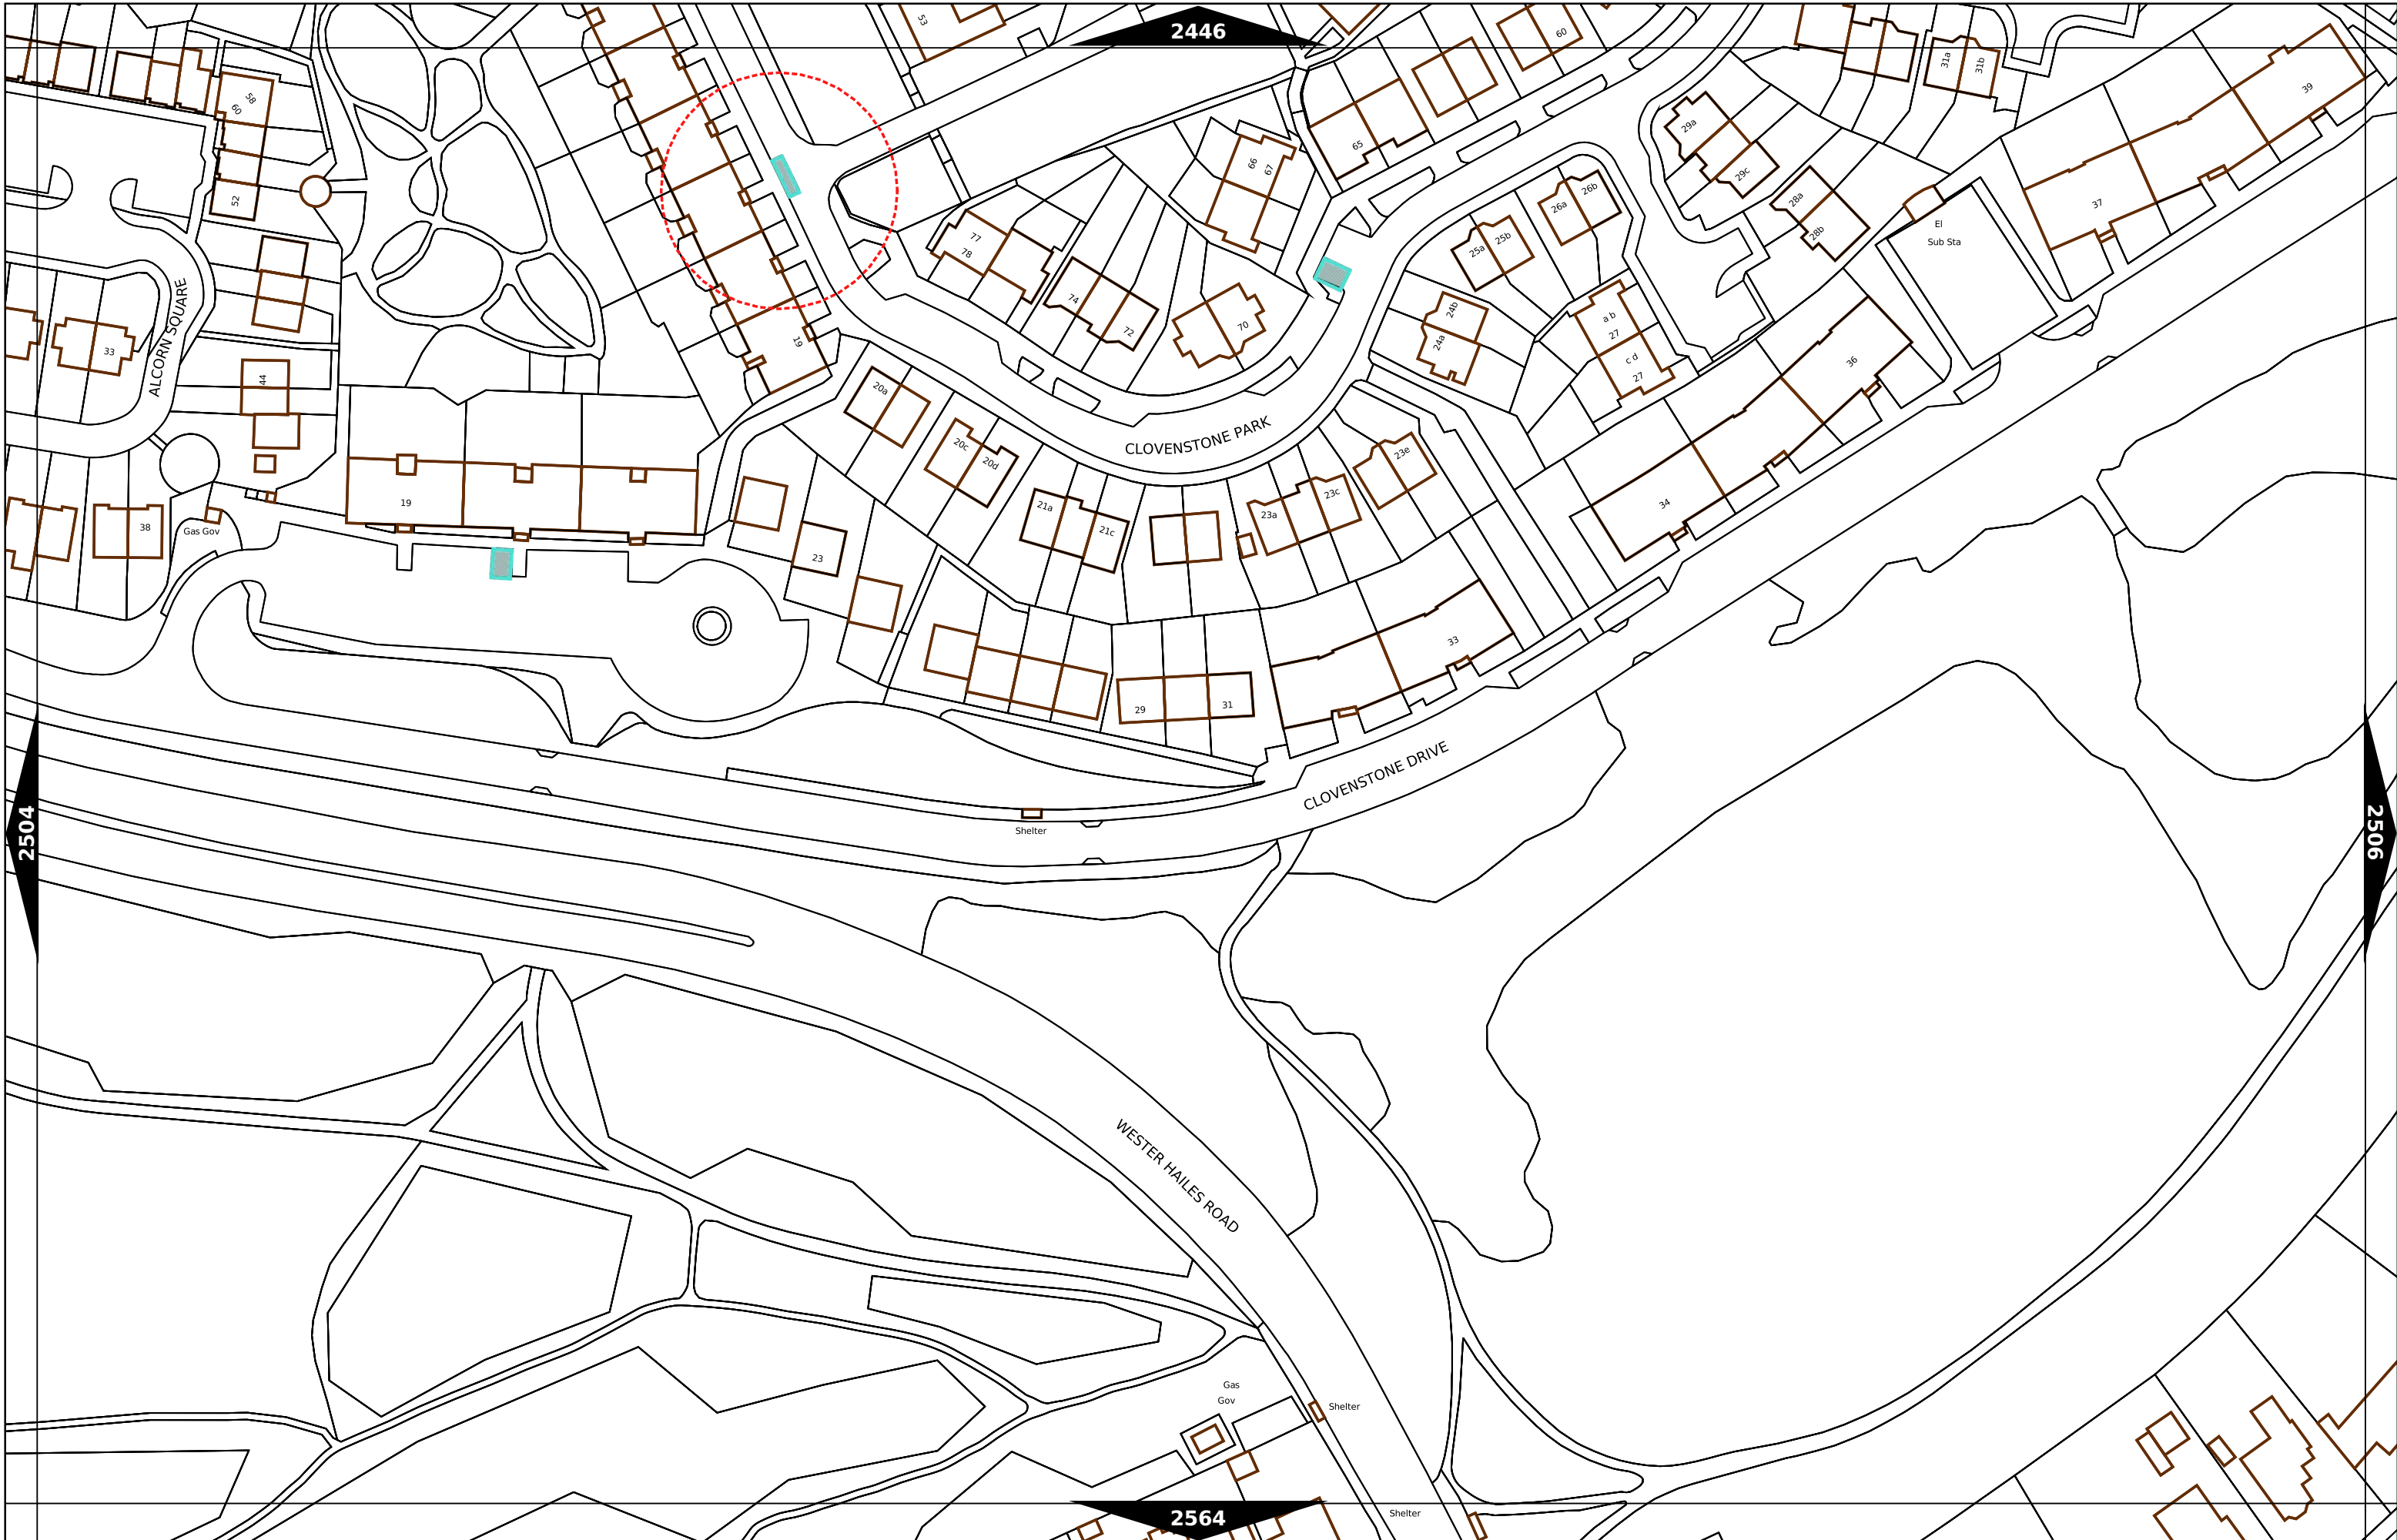 2446
53
60
31a
31b
39
58
60
65
66
67
29a
29c
52
26a
26b
28a
28b
37
El
Sub Sta
77
78
25a
25b
ALCORN SQUARE
74
72
70
24b
24a
a b
27
c d
27
33
19
36
44
20a
CLOVENSTONE PARK
20c
20d
23e
23c
23a
19
21a
21c
34
38
Gas Gov
23
33
29
31
2504
CLOVENSTONE DRIVE
2506
Shelter
WESTER HAILES ROAD
Gas
Gov
Shelter
Shelter
2564